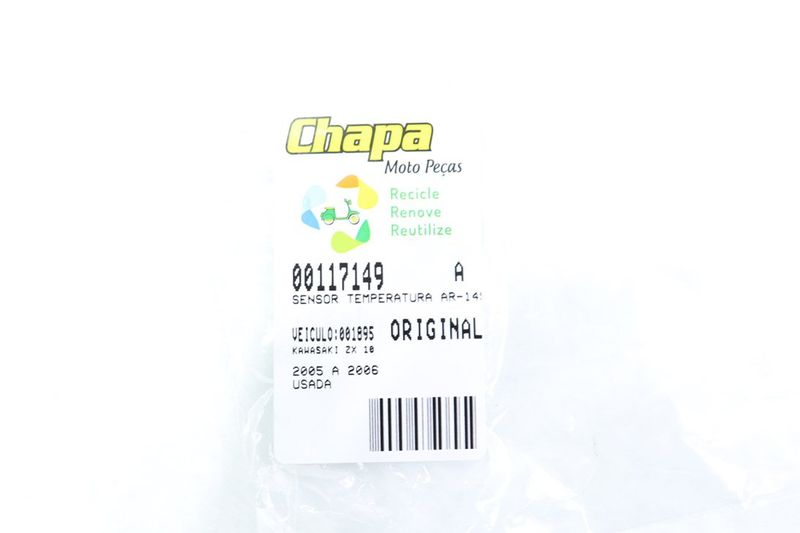 Chapa
Moto Peças
Recicle
Renove
Reutilize
00117149 A
SENSOR TEMPERATURA AR-14
VEICULO:001895 ORIGINAL
KAWASAKI ZX 10
2005 A 2006
USADA